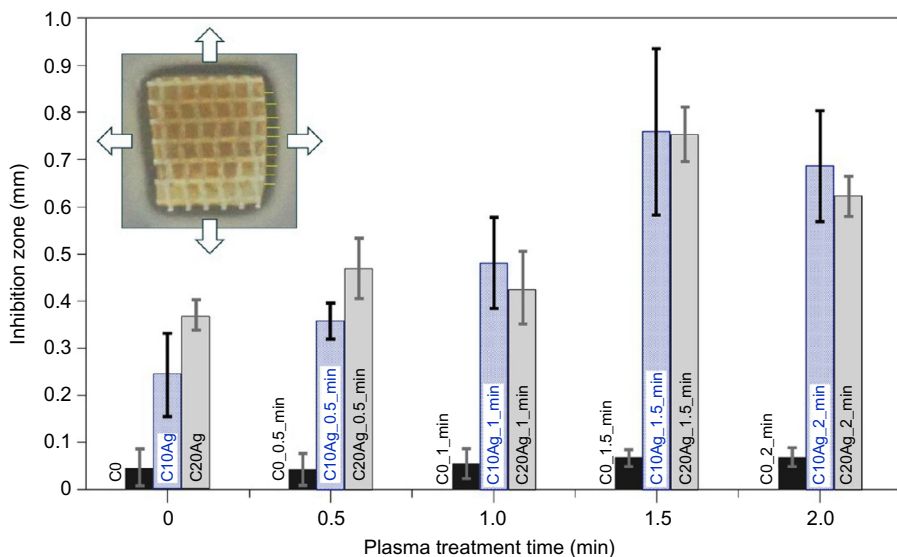 1.0
0.9
0.8
0.7
0.6
0.5
0.4
0.3
0.2
0.1
0
Inhibition zone (mm)
C0
C10Ag
C20Ag
C0_0.5_min
C10Ag_0.5_min
C20Ag_0.5_min
C0_1_min
C10Ag_1_min
C20Ag_1_min
C0_1.5_min
C10Ag_1.5_min
C20Ag_1.5_min
C0_2_min
C10Ag_2_min
C20Ag_2_min
0
0.5
1.0
1.5
2.0
Plasma treatment time (min)